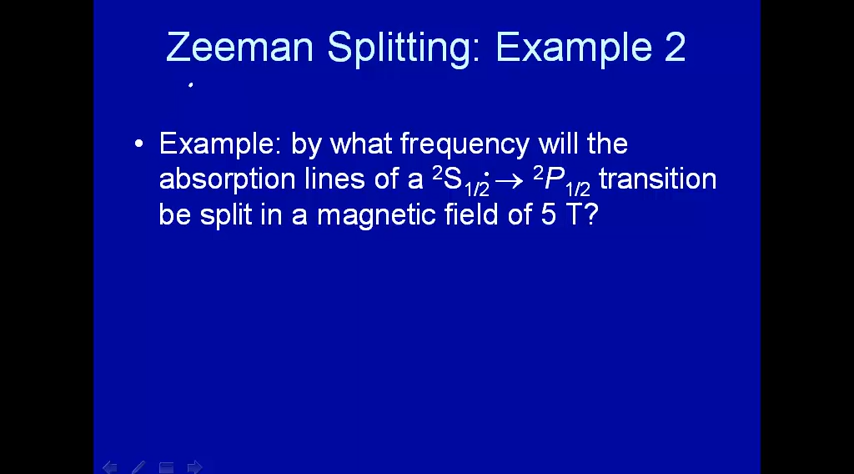 Zeeman Splitting: Example 2
• Example: by what frequency will the
absorption lines of a ²S₁/₂ → ²P₁/₂ transition
be split in a magnetic field of 5 T?